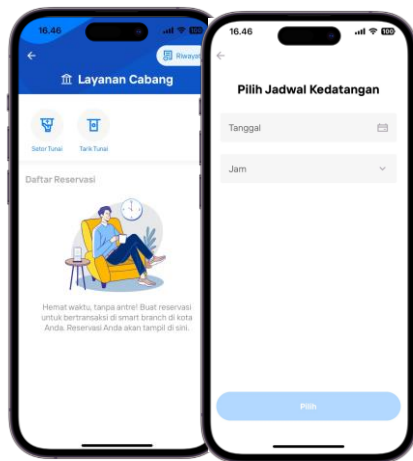 16.46
Riwayat
Layanan Cabang
Setor Tunai
Tarik Tunai
Daftar Reservasi
Hemat waktu, tanpa antre! Buat reservasi
untuk bertransaksi di smart branch di kota
Anda. Reservasi Anda akan tampil di sini.
16.46
Pilih Jadwal Kedatangan
Tanggal
Jam
Pilih